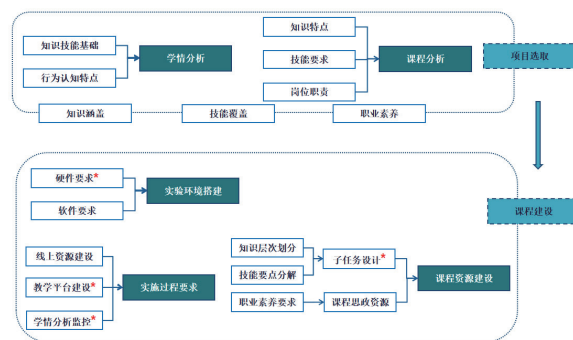 知识特点
知识技能基础
学情分析
技能要求
课程分析
项目选取
行为认知特点
岗位职责
知识涵盖
技能覆盖
职业素养
硬件要求*
实验环境搭建
软件要求
课程建设
线上资源建设
知识层次划分
子任务设计*
教学平台建设*
实施过程要求
技能要点分解
课程资源建设
学情分析监控*
职业素养要求
课程思政资源